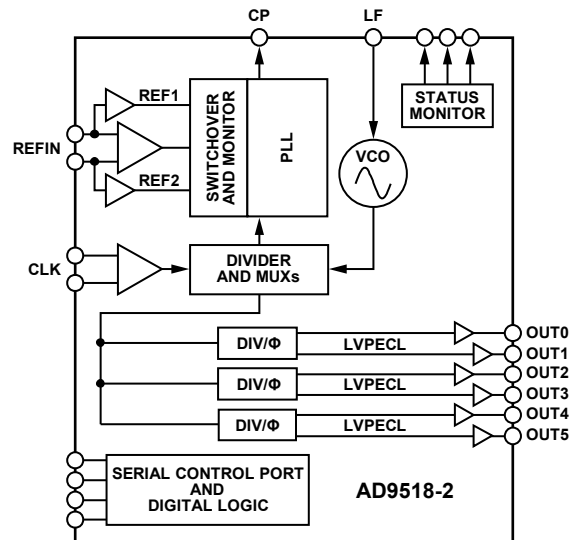 CP
LF
REF1
REFIN
REF2
SWITCHOVER
AND MONITOR
PLL
STATUS
MONITOR
VCO
CLK
DIVIDER
AND MUXs
DIV/Φ
LVPECL
OUT0
OUT1
DIV/Φ
LVPECL
OUT2
OUT3
DIV/Φ
LVPECL
OUT4
OUT5
SERIAL CONTROL PORT
AND
DIGITAL LOGIC
AD9518-2